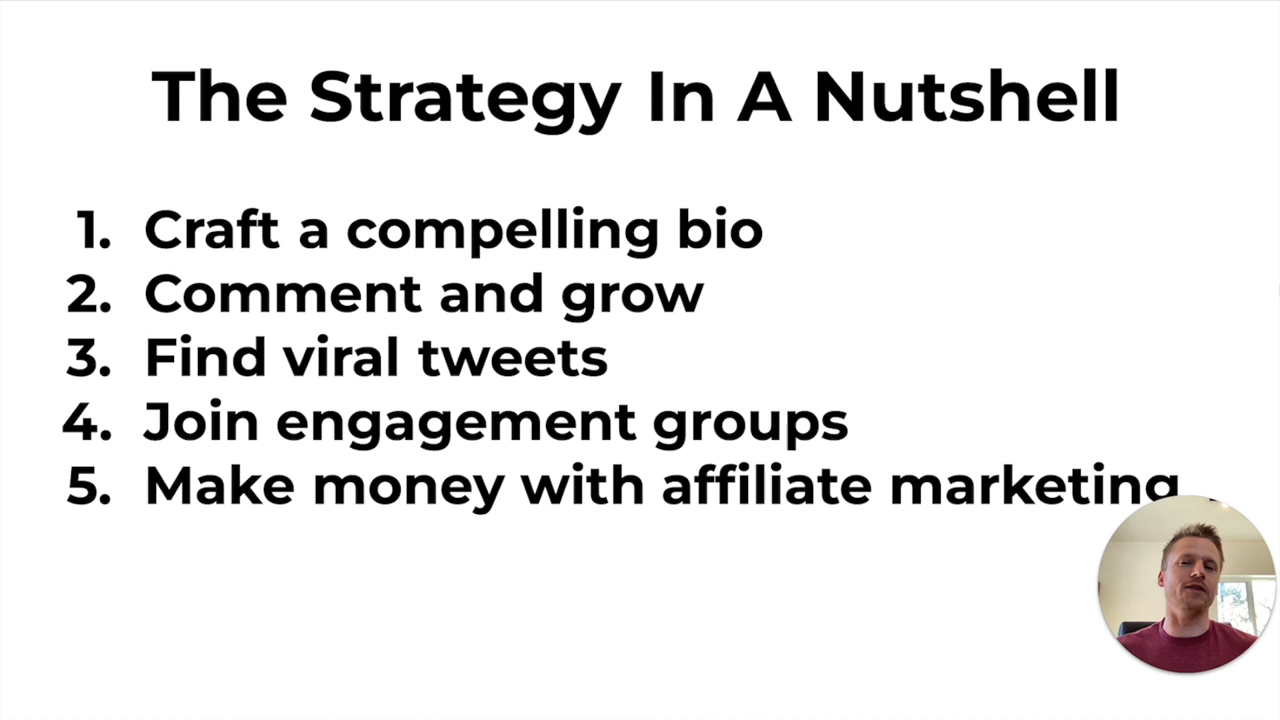 The Strategy In A Nutshell
1. Craft a compelling bio
2. Comment and grow
3. Find viral tweets
4. Join engagement groups
5. Make money with affiliate marketing